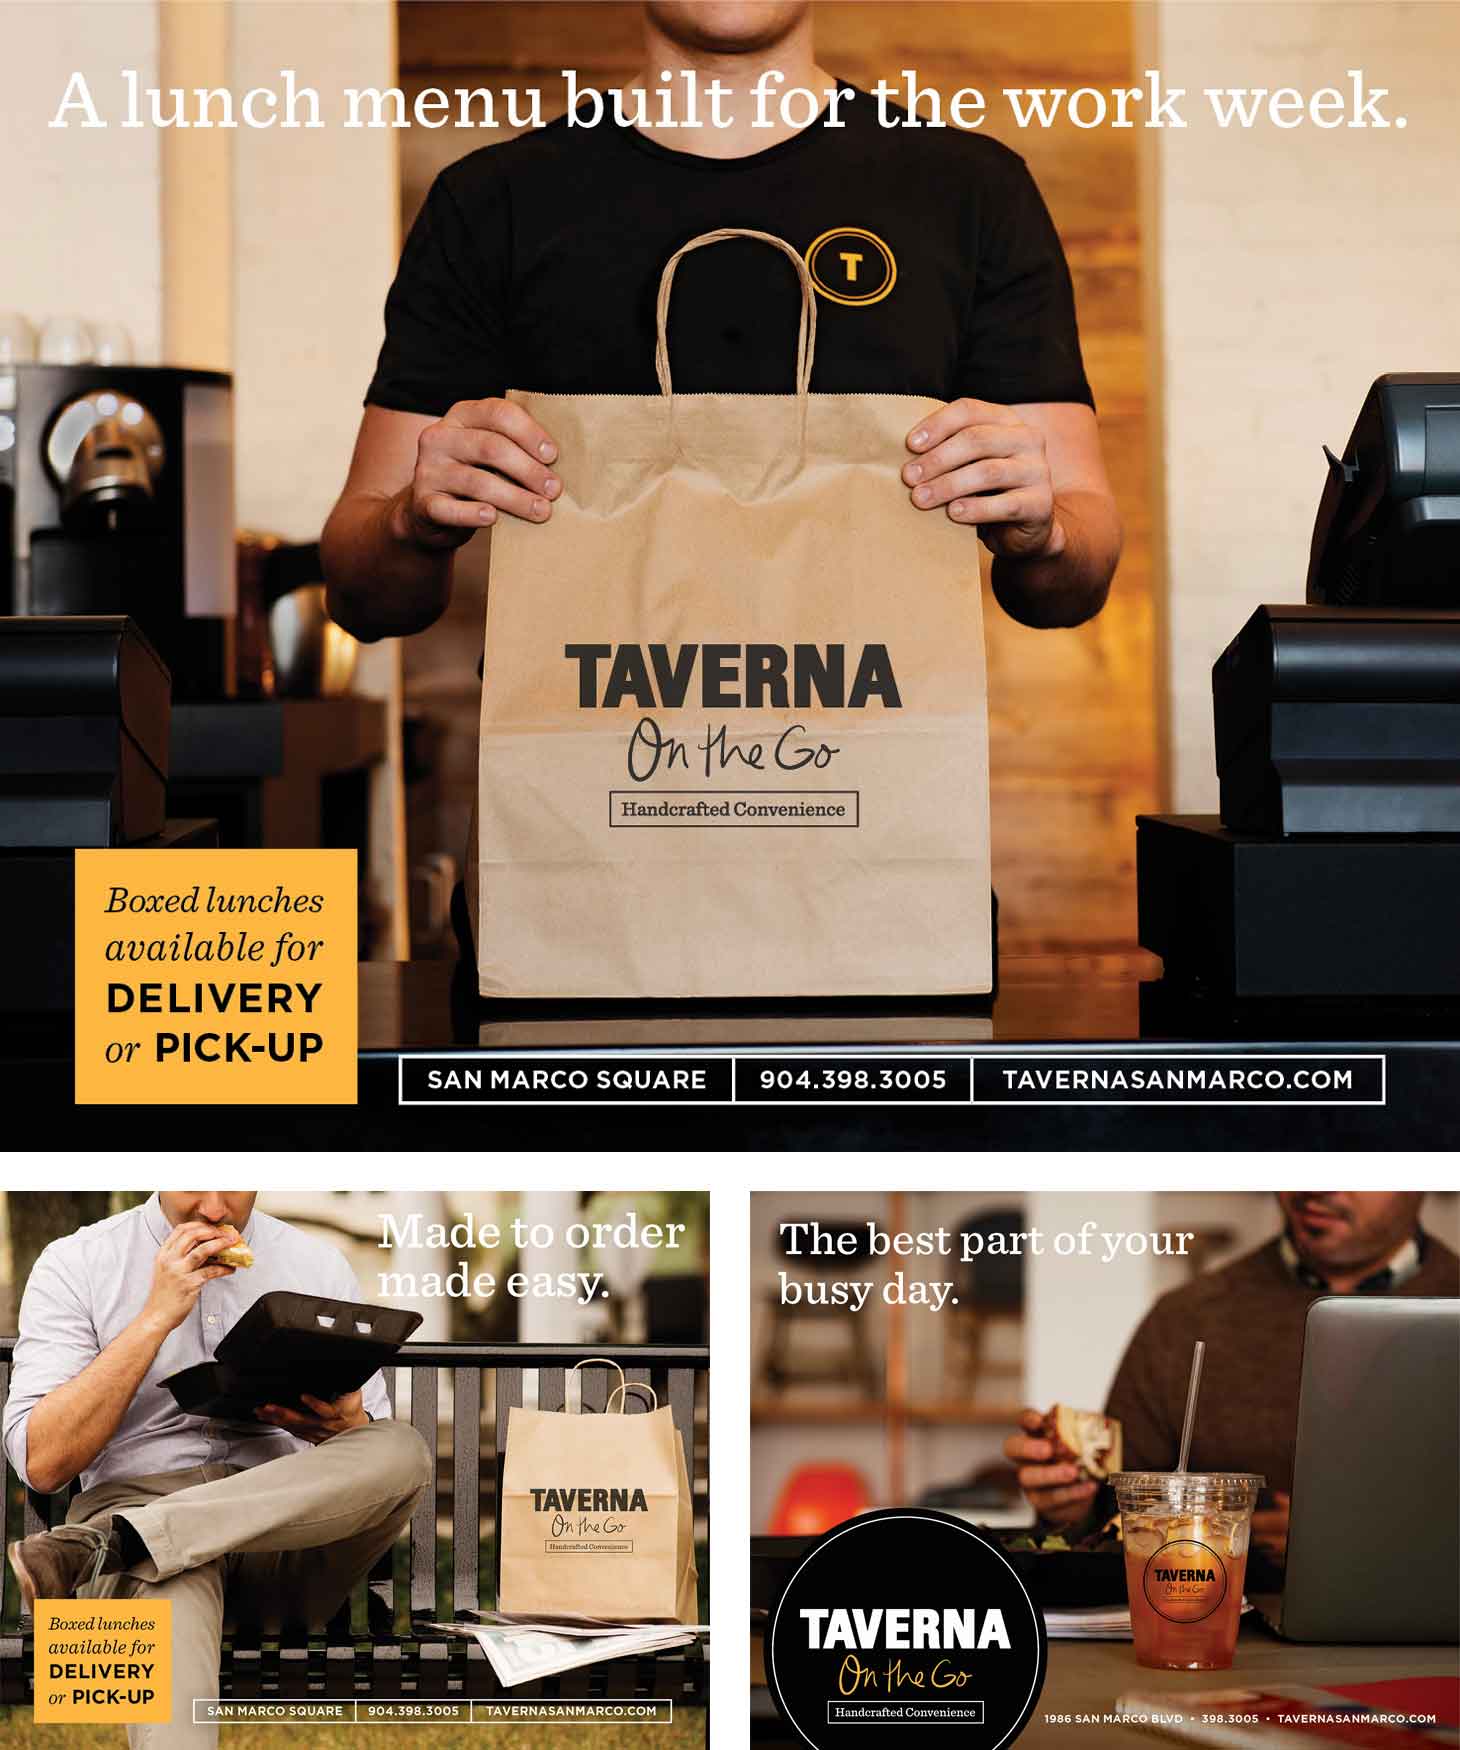 A lunch menu built for the work week.
T
TAVERNA
On the Go
Handcrafted Convenience
Boxed lunches
available for
DELIVERY
or PICK-UP
SAN MARCO SQUARE 904.398.3005 TAVERNASANMARCO.COM
Made to order
made easy.
TAVERNA
On the Go
Handcrafted Convenience
Boxed lunches
available for
DELIVERY
or PICK-UP
SAN MARCO SQUARE 904.398.3005 TAVERNASANMARCO.COM
The best part of your
busy day.
TAVERNA
On the Go
TAVERNA
On the Go
Handcrafted Convenience
1986 SAN MARCO BLVD • 398.3005 • TAVERNASANMARCO.COM